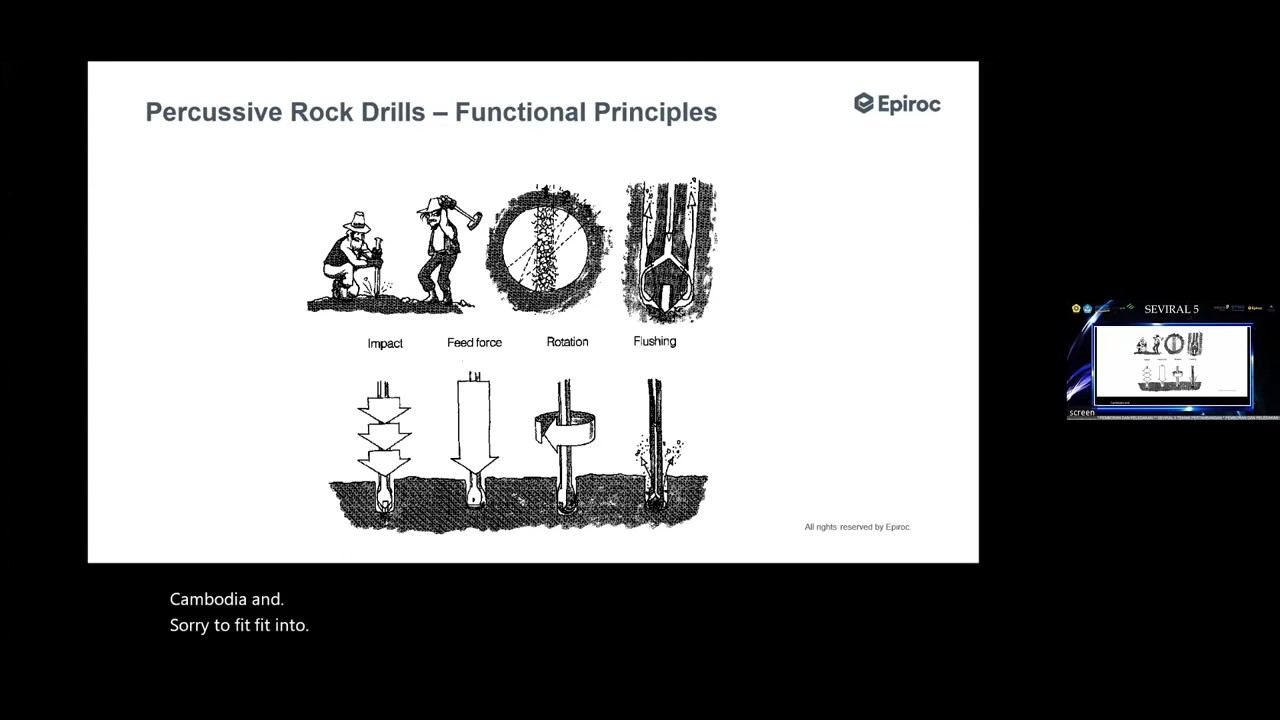 Percussive Rock Drills – Functional Principles
Epiroc
Impact
Feed force
Rotation
Flushing
All rights reserved by Epiroc
Cambodia and.
Sorry to fit fit into.
SEVIRAL 5
screen